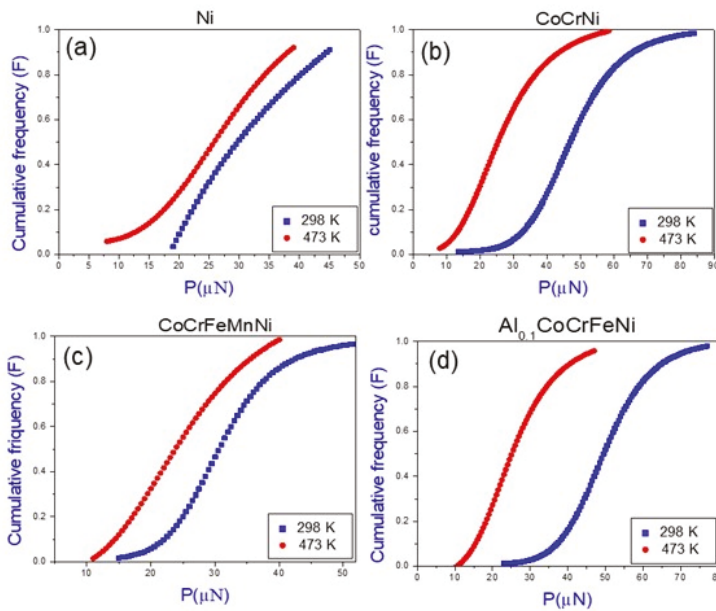 Ni
(a)
Cumulative frequency (F)
1.0
0.8
0.6
0.4
0.2
0.0
298 K
473 K
0 5 10 15 20 25 30 35 40 45 50
P(μN)
CoCrNi
(b)
cumulative frequency (F)
1.0
0.8
0.6
0.4
0.2
0.0
298 K
473 K
0 10 20 30 40 50 60 70 80 90
P(μN)
CoCrFeMnNi
(c)
Cumulative friquency (F)
1.0
0.8
0.6
0.4
0.2
0.0
298 K
473 K
10 20 30 40 50
P(μN)
Al0.1CoCrFeNi
(d)
Cumulative frequency (F)
1.0
0.8
0.6
0.4
0.2
0.0
298 K
473 K
0 10 20 30 40 50 60 70
P(μN)